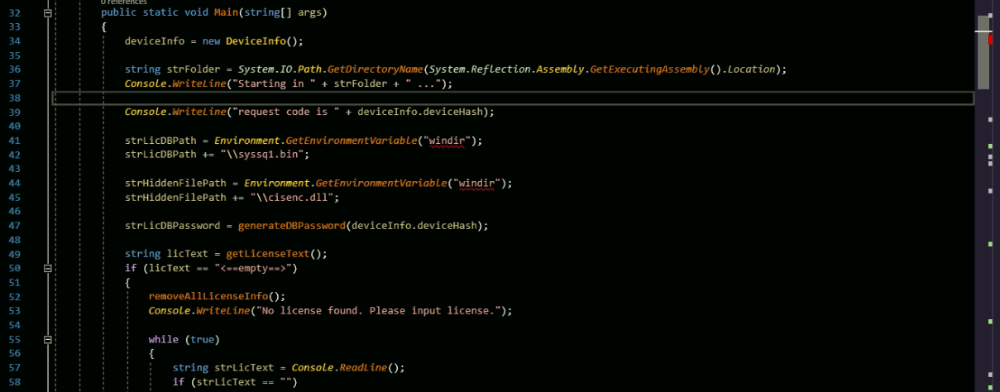 0 references
32 public static void Main(string[] args)
33 {
34 deviceInfo = new DeviceInfo();
35
36 string strFolder = System.IO.Path.GetDirectoryName(System.Reflection.Assembly.GetExecutingAssembly().Location);
37 Console.WriteLine("Starting in " + strFolder + " ...");
38
39 Console.WriteLine("request code is " + deviceInfo.deviceHash);
40
41 strLicDBPath = Environment.GetEnvironmentVariable("windir");
42 strLicDBPath += "\\syssq1.bin";
43
44 strHiddenFilePath = Environment.GetEnvironmentVariable("windir");
45 strHiddenFilePath += "\\cisenc.dll";
46
47 strLicDBPassword = generateDBPassword(deviceInfo.deviceHash);
48
49 string licText = getLicenseText();
50 if (licText == "<==empty==>")
51 {
52 removeAllLicenseInfo();
53 Console.WriteLine("No license found. Please input license.");
54
55 while (true)
56 {
57 string strLicText = Console.ReadLine();
58 if (strLicText == "")